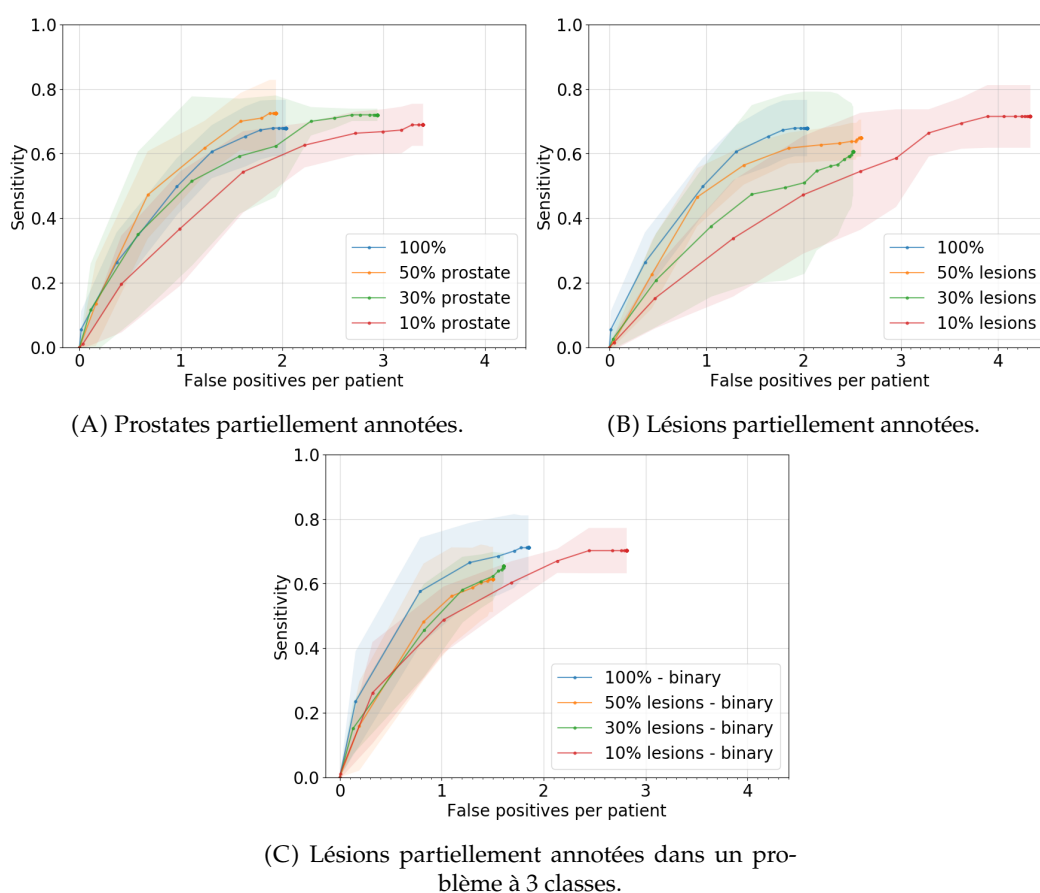 1.0
0.8
0.6
0.4
0.2
0.0
Sensitivity
0 1 2 3 4
False positives per patient
100%
50% prostate
30% prostate
10% prostate
(A) Prostates partiellement annotées.
1.0
0.8
0.6
0.4
0.2
0.0
Sensitivity
0 1 2 3 4
False positives per patient
100%
50% lesions
30% lesions
10% lesions
(B) Lésions partiellement annotées.
1.0
0.8
0.6
0.4
0.2
0.0
Sensitivity
0 1 2 3 4
False positives per patient
100% - binary
50% lesions - binary
30% lesions - binary
10% lesions - binary
(C) Lésions partiellement annotées dans un pro-
blème à 3 classes.